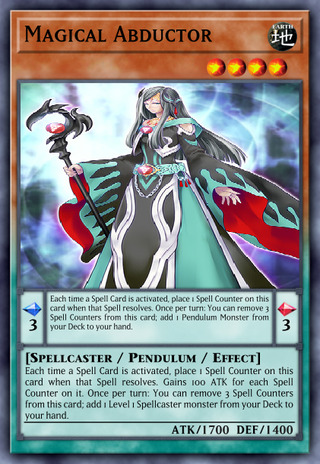 Magical Abductor
EARTH
地
Each time a Spell Card is activated, place 1 Spell Counter on this
card when that Spell resolves. Once per turn: You can remove 3
Spell Counters from this card; add 1 Pendulum Monster from
your Deck to your hand.
3
3
[Spellcaster / Pendulum / Effect]
Each time a Spell Card is activated, place 1 Spell Counter on this
card when that Spell resolves. Gains 100 ATK for each Spell
Counter on it. Once per turn: You can remove 3 Spell Counters
from this card; add 1 Level 1 Spellcaster monster from your Deck to
your hand.
ATK/1700 DEF/1400